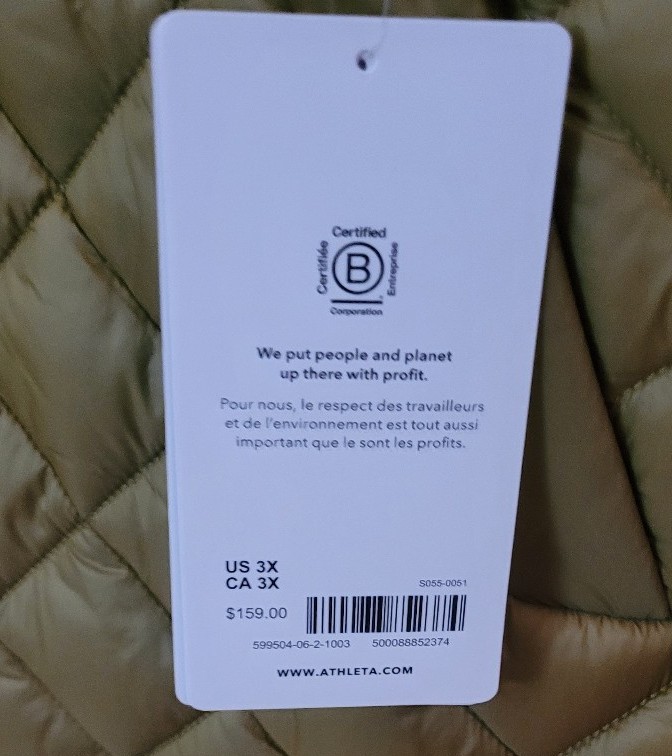 Certified
Certifiée
B
Entreprise
Corporation
We put people and planet
up there with profit.
Pour nous, le respect des travailleurs
et de l'environnement est tout aussi
important que le sont les profits.
US 3X
CA 3X
S055-0051
$159.00
599504-06-2-1003 500088852374
WWW.ATHLETA.COM